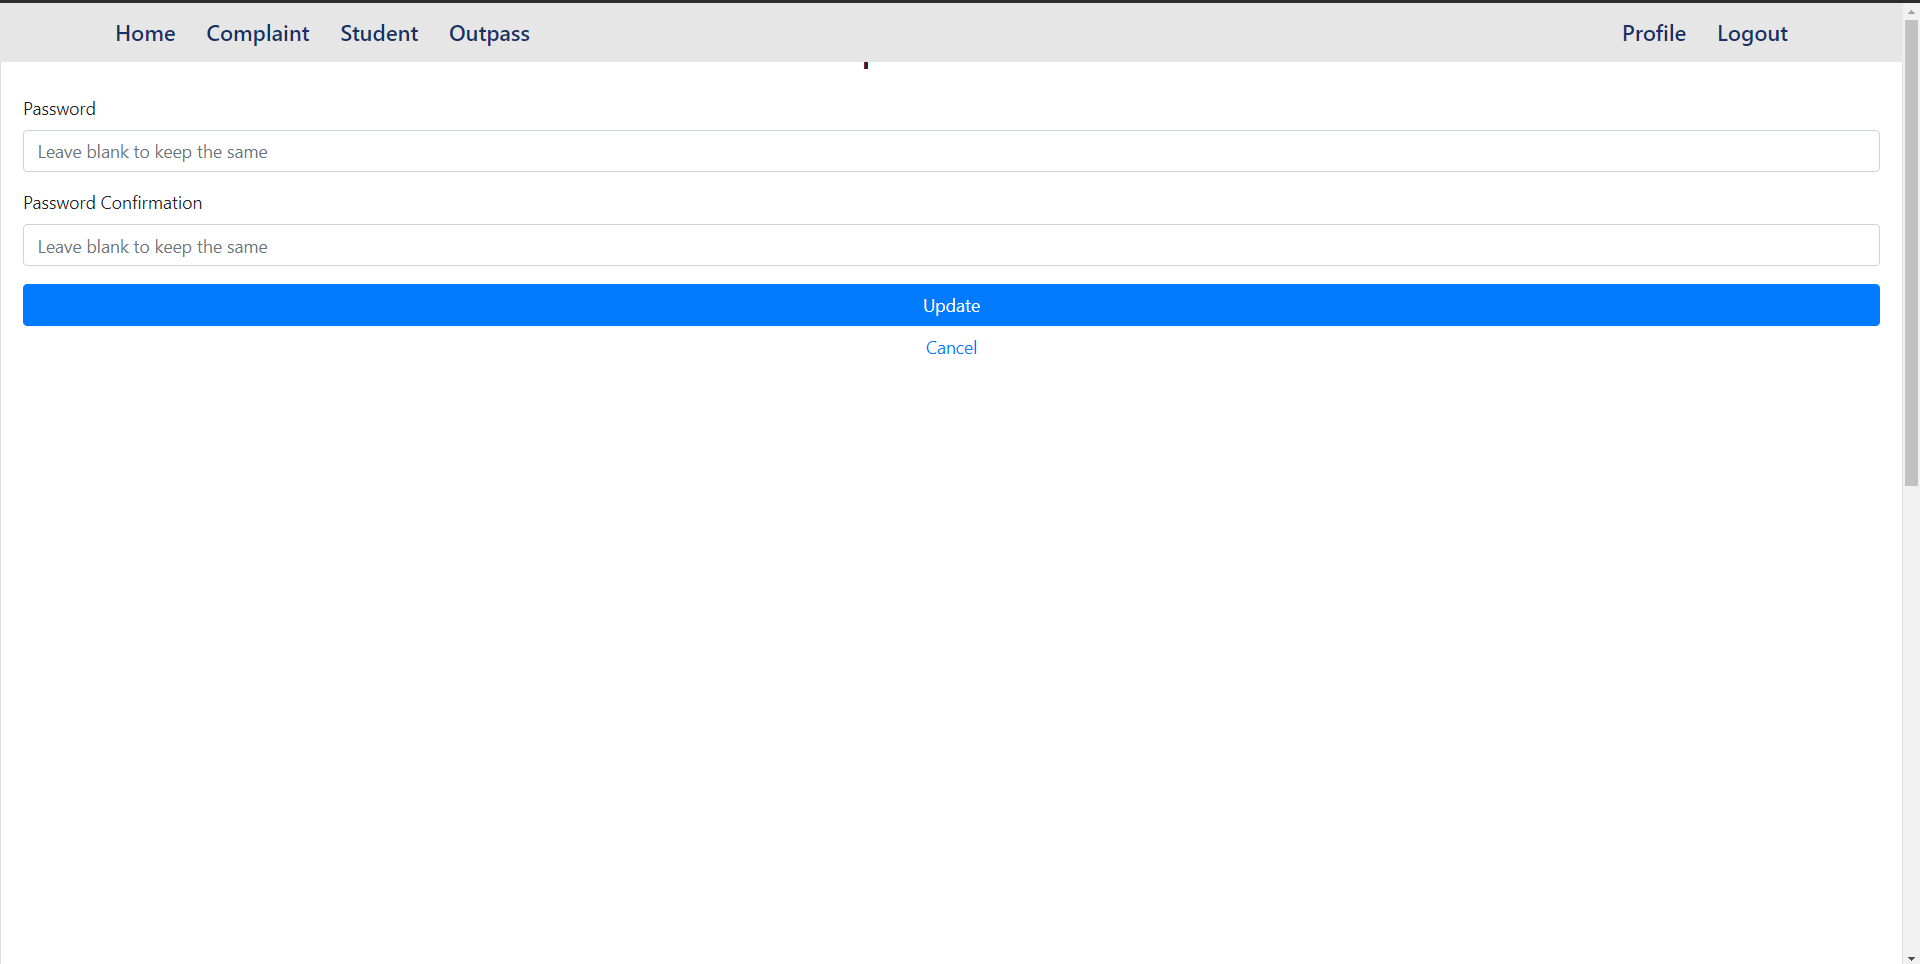 Home Complaint Student Outpass Profile Logout
Password
Leave blank to keep the same
Password Confirmation
Leave blank to keep the same
Update
Cancel